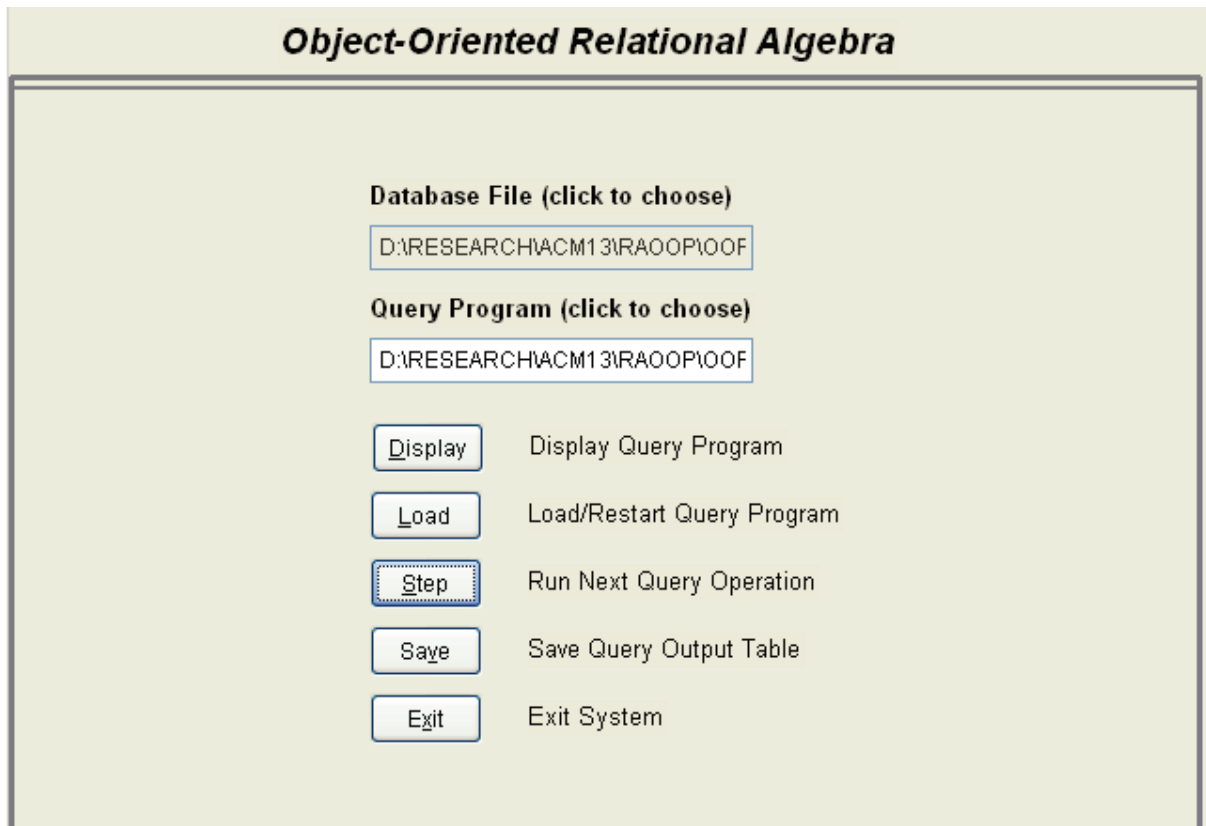 Object-Oriented Relational Algebra
Database File (click to choose)
D:\RESEARCH\ACM13\RAOOP\OOF
Query Program (click to choose)
D:\RESEARCH\ACM13\RAOOP\OOF
Display Display Query Program
Load Load/Restart Query Program
Step Run Next Query Operation
Save Save Query Output Table
Exit Exit System